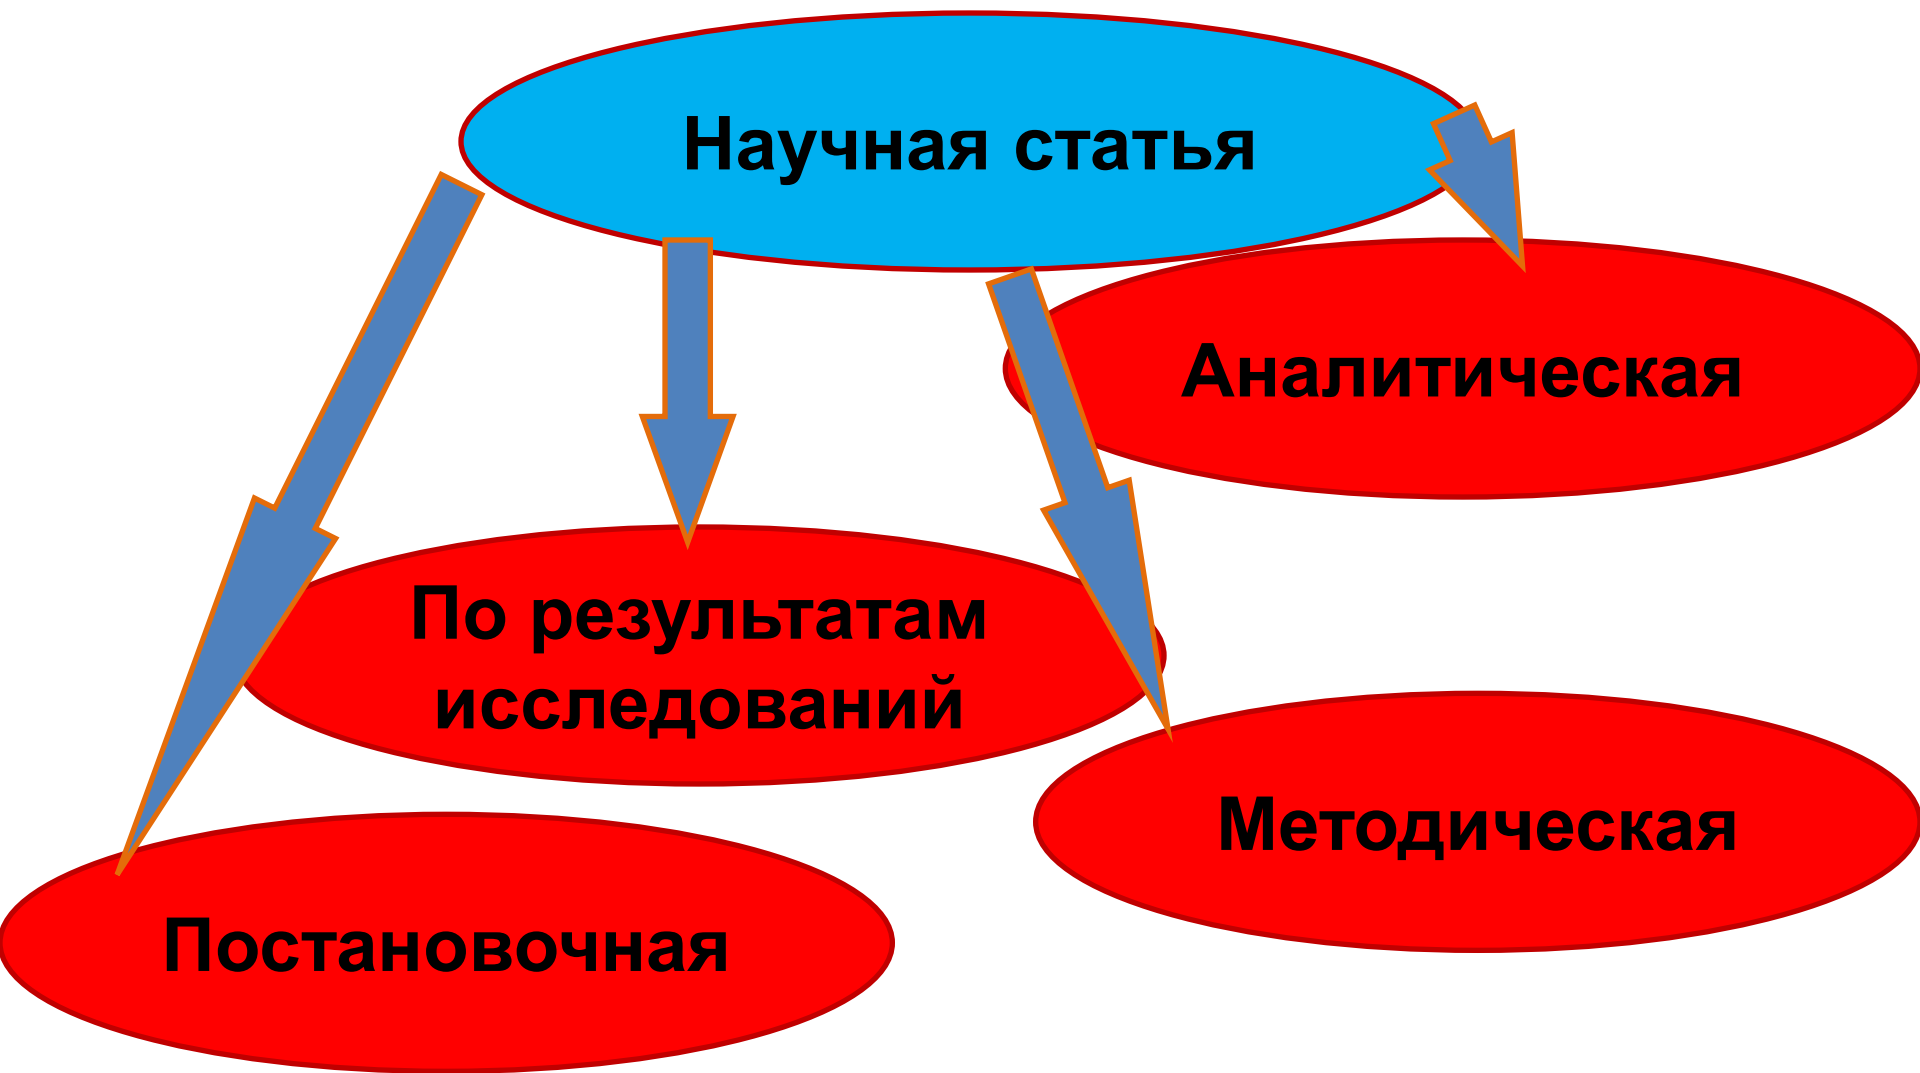 Научная статья
Аналитическая
По результатам
исследований
Методическая
Постановочная